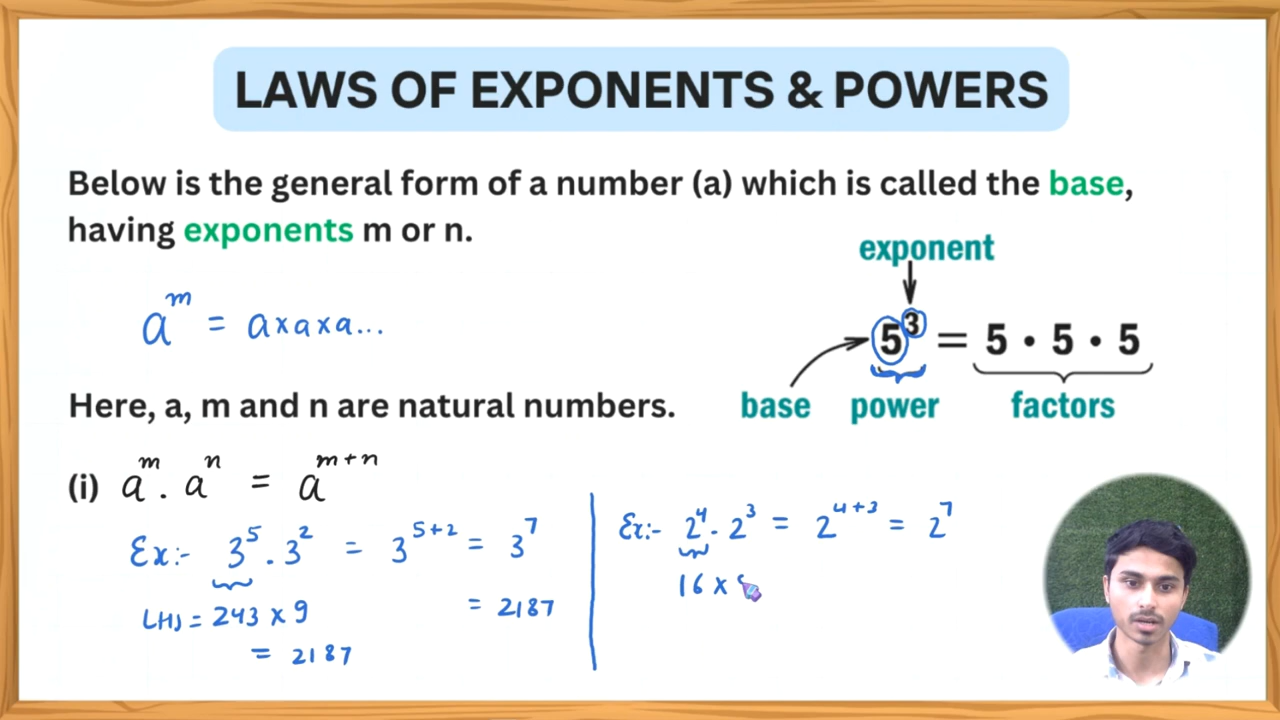 LAWS OF EXPONENTS & POWERS
Below is the general form of a number (a) which is called the base,
having exponents m or n.
a^m = a×a×a...
exponent
5^3 = 5 • 5 • 5
base power factors
Here, a, m and n are natural numbers.
(i) a^m . a^n = a^{m+n}
Ex:- 3^5 . 3^2 = 3^{5+2} = 3^7
LHS = 243 × 9
= 2187
= 2187
Ex:- 2^4 . 2^3 = 2^{4+3} = 2^7
16 ×